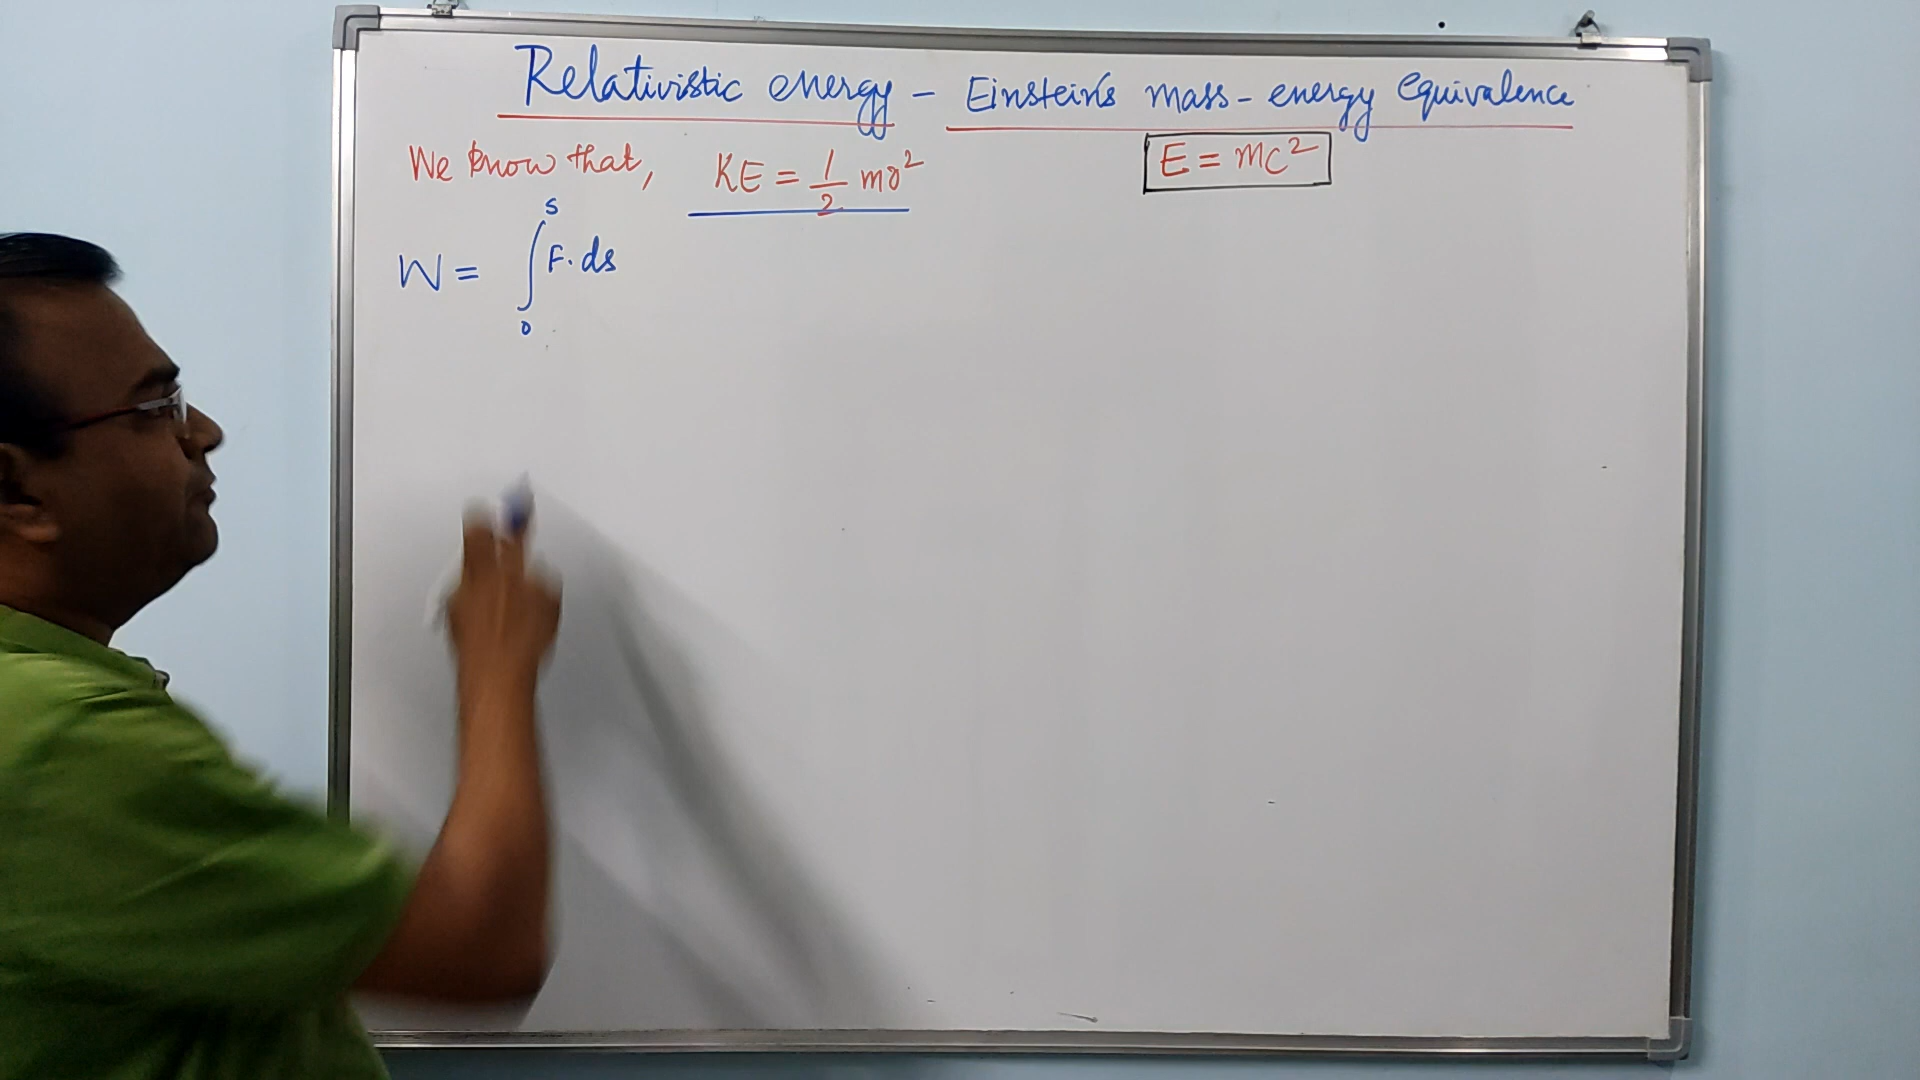 Relativistic energy - Einstein's mass-energy equivalence
We know that, KE = 1/2 mv² E = mc²
W = ∫₀ˢ F. ds